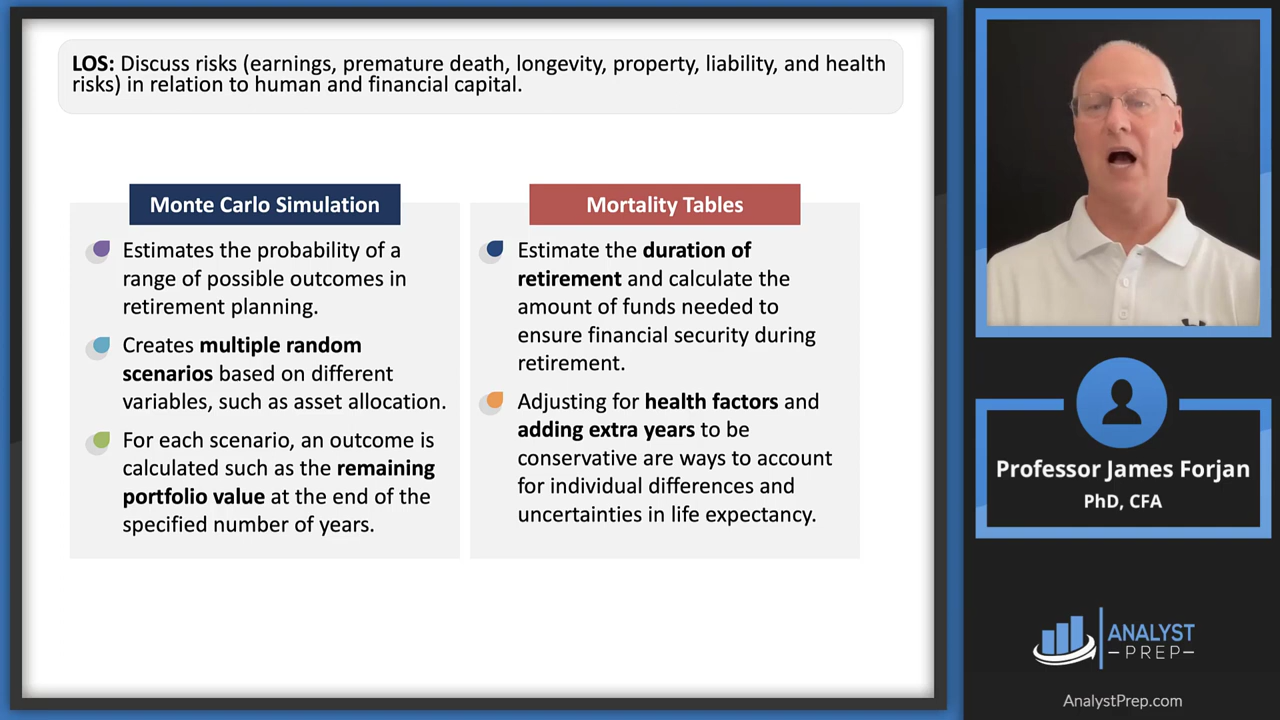 LOS: Discuss risks (earnings, premature death, longevity, property, liability, and health
risks) in relation to human and financial capital.
Monte Carlo Simulation
Estimates the probability of a
range of possible outcomes in
retirement planning.
Creates multiple random
scenarios based on different
variables, such as asset allocation.
For each scenario, an outcome is
calculated such as the remaining
portfolio value at the end of the
specified number of years.
Mortality Tables
Estimate the duration of
retirement and calculate the
amount of funds needed to
ensure financial security during
retirement.
Adjusting for health factors and
adding extra years to be
conservative are ways to account
for individual differences and
uncertainties in life expectancy.
Professor James Forjan
PhD, CFA
ANALYST
PREP
AnalystPrep.com